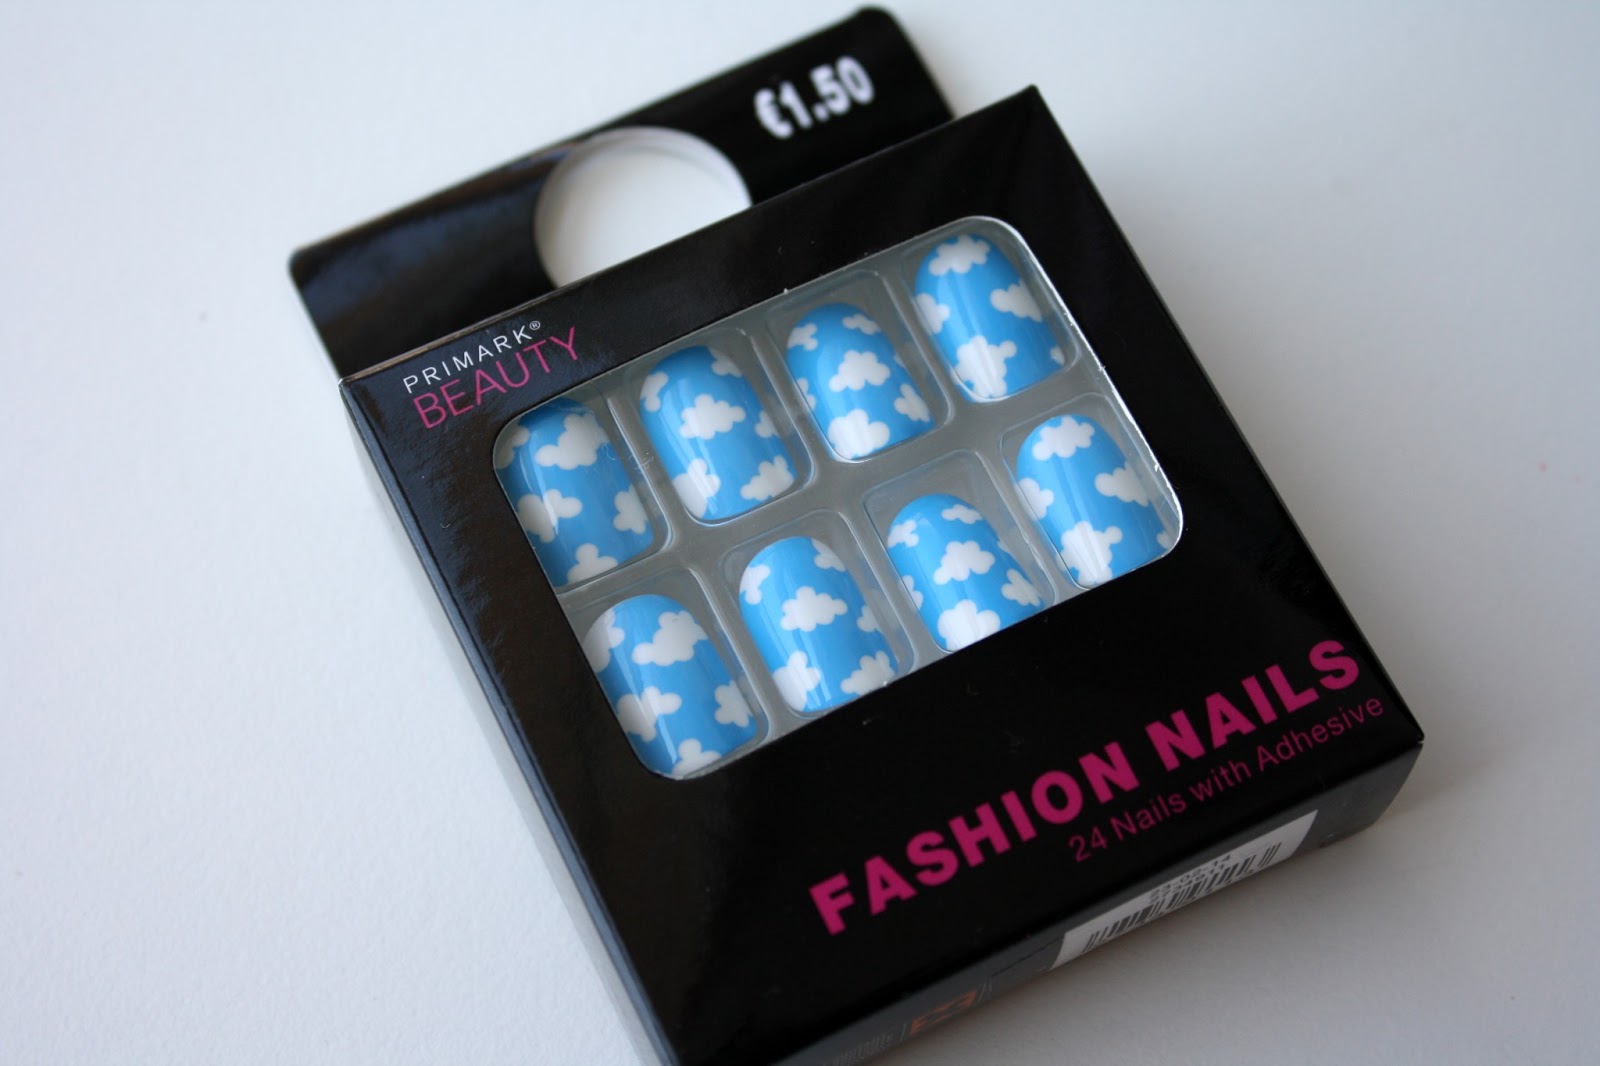 €1.50
PRIMARK®
BEAUTY
FASHION NAILS
24 Nails with Adhesive